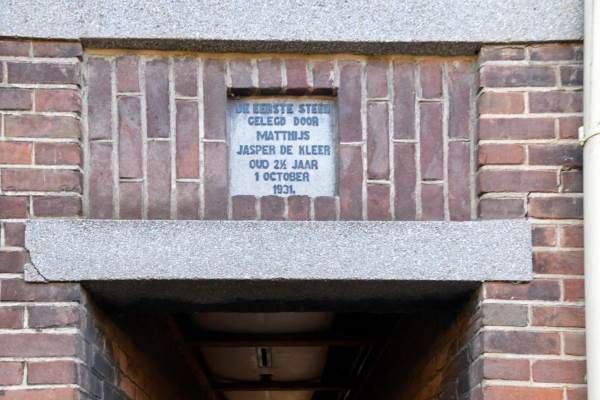 DE EERSTE STEEN
GELEGD DOOR
MATTHIJS
JASPER DE KLEER
OUD 2½ JAAR
1 OCTOBER
1931.